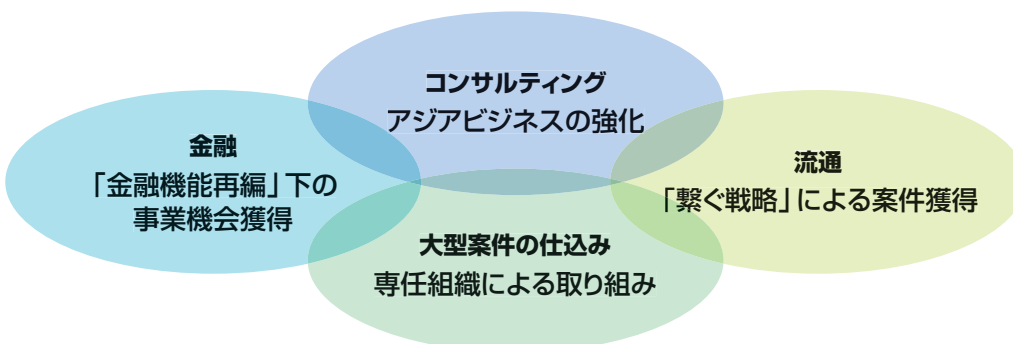 コンサルティング
アジアビジネスの強化
金融
「金融機能再編」下の
事業機会獲得
流通
「繋ぐ戦略」による案件獲得
大型案件の仕込み
専任組織による取り組み